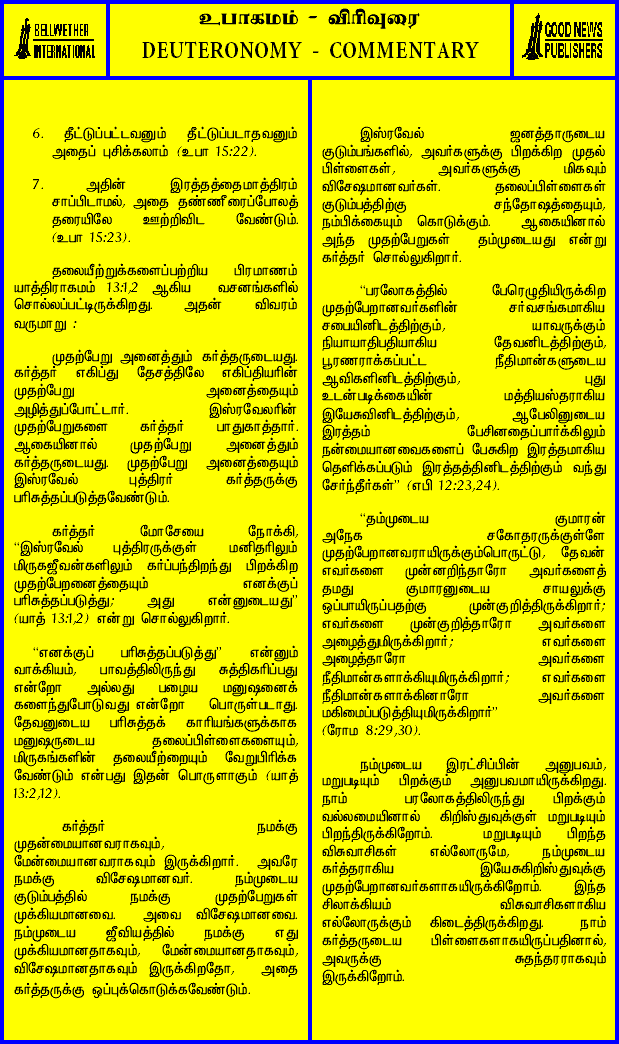 BELLWETHER
INTERNATIONAL
உபாகமம் - விரிவுரை
DEUTERONOMY - COMMENTARY
GOOD NEWS
PUBLISHERS
6. தீட்டுப்பட்டவனும் தீட்டுப்படாதவனும்
அதைப் புசிக்கலாம் (உபா 15:22).
7. அதின் இரத்தத்தைமாத்திரம்
சாப்பிடாமல், அதை தண்ணீரைப்போலத்
தரையிலே ஊற்றிவிட வேண்டும்.
(உபா 15:23).
தலையீற்றுக்களைப்பற்றிய பிரமாணம்
யாத்திராகமம் 13:1,2 ஆகிய வசனங்களில்
சொல்லப்பட்டிருக்கிறது. அதன் விவரம்
வருமாறு :
முதற்பேறு அனைத்தும் கர்த்தருடையது.
கர்த்தர் எகிப்து தேசத்திலே எகிப்தியரின்
முதற்பேறு அனைத்தையும்
அழித்துப்போட்டார். இஸ்ரவேலரின்
முதற்பேறுகளை கர்த்தர் பாதுகாத்தார்.
ஆகையினால் முதற்பேறு அனைத்தும்
கர்த்தருடையது. முதற்பேறு அனைத்தையும்
இஸ்ரவேல் புத்திரர் கர்த்தருக்கு
பரிசுத்தப்படுத்தவேண்டும்.
கர்த்தர் மோசேயை நோக்கி,
“இஸ்ரவேல் புத்திரருக்குள் மனிதரிலும்
மிருகஜீவன்களிலும் கர்ப்பந்திறந்து பிறக்கிற
முதற்பேறனைத்தையும் எனக்குப்
பரிசுத்தப்படுத்து; அது என்னுடையது”
(யாத் 13:1,2) என்று சொல்லுகிறார்.
“எனக்குப் பரிசுத்தப்படுத்து” என்னும்
வாக்கியம், பாவத்திலிருந்து சுத்திகரிப்பது
என்றோ அல்லது பழைய மனுஷனைக்
களைந்துபோடுவது என்றோ பொருள்படாது.
தேவனுடைய பரிசுத்தக் காரியங்களுக்காக
மனுஷருடைய தலைப்பிள்ளைகளையும்,
மிருகங்களின் தலையீற்றையும் வேறுபிரிக்க
வேண்டும் என்பது இதன் பொருளாகும் (யாத்
13:2,12).
கர்த்தர் நமக்கு
முதன்மையானவராகவும்,
மேன்மையானவராகவும் இருக்கிறார். அவரே
நமக்கு விசேஷமானவர். நம்முடைய
குடும்பத்தில் நமக்கு முதற்பேறுகள்
முக்கியமானவை. அவை விசேஷமானவை.
நம்முடைய ஜீவியத்தில் நமக்கு எது
முக்கியமானதாகவும், மேன்மையானதாகவும்,
விசேஷமானதாகவும் இருக்கிறதோ, அதை
கர்த்தருக்கு ஒப்புக்கொடுக்கவேண்டும்.
இஸ்ரவேல் ஜனத்தாருடைய
குடும்பங்களில், அவர்களுக்கு பிறக்கிற முதல்
பிள்ளைகள், அவர்களுக்கு மிகவும்
விசேஷமானவர்கள். தலைப்பிள்ளைகள்
குடும்பத்திற்கு சந்தோஷத்தையும்,
நம்பிக்கையும் கொடுக்கும். ஆகையினால்
அந்த முதற்பேறுகள் தம்முடையது என்று
கர்த்தர் சொல்லுகிறார்.
“பரலோகத்தில் பேரெழுதியிருக்கிற
முதற்பேறானவர்களின் சர்வசங்கமாகிய
சபையினிடத்திற்கும், யாவருக்கும்
நியாயாதிபதியாகிய தேவனிடத்திற்கும்,
பூரணராக்கப்பட்ட நீதிமான்களுடைய
ஆவிகளினிடத்திற்கும், புது
உடன்படிக்கையின் மத்தியஸ்தராகிய
இயேசுவினிடத்திற்கும், ஆபேலினுடைய
இரத்தம் பேசினதைப்பார்க்கிலும்
நன்மையானவைகளைப் பேசுகிற இரத்தமாகிய
தெளிக்கப்படும் இரத்தத்தினிடத்திற்கும் வந்து
சேர்ந்தீர்கள்” (எபி 12:23,24).
“தம்முடைய குமாரன்
அநேக சகோதரருக்குள்ளே
முதற்பேறானவராயிருக்கும்பொருட்டு, தேவன்
எவர்களை முன்னறிந்தாரோ அவர்களைத்
தமது குமாரனுடைய சாயலுக்கு
ஒப்பாயிருப்பதற்கு முன்குறித்திருக்கிறார்;
எவர்களை முன்குறித்தாரோ அவர்களை
அழைத்துமிருக்கிறார்; எவர்களை
அழைத்தாரோ அவர்களை
நீதிமான்களாக்கியுமிருக்கிறார்; எவர்களை
நீதிமான்களாக்கினாரோ அவர்களை
மகிமைப்படுத்தியுமிருக்கிறார்”
(ரோம 8:29,30).
நம்முடைய இரட்சிப்பின் அனுபவம்,
மறுபடியும் பிறக்கும் அனுபவமாயிருக்கிறது.
நாம் பரலோகத்திலிருந்து பிறக்கும்
வல்லமையினால் கிறிஸ்துவுக்குள் மறுபடியும்
பிறந்திருக்கிறோம். மறுபடியும் பிறந்த
விசுவாசிகள் எல்லோருமே, நம்முடைய
கர்த்தராகிய இயேசுகிறிஸ்துவுக்கு
முதற்பேறானவர்களாகயிருக்கிறோம். இந்த
சிலாக்கியம் விசுவாசிகளாகிய
எல்லோருக்கும் கிடைத்திருக்கிறது. நாம்
கர்த்தருடைய பிள்ளைகளாகயிருப்பதினால்,
அவருக்கு சுதந்தரராகவும்
இருக்கிறோம்.